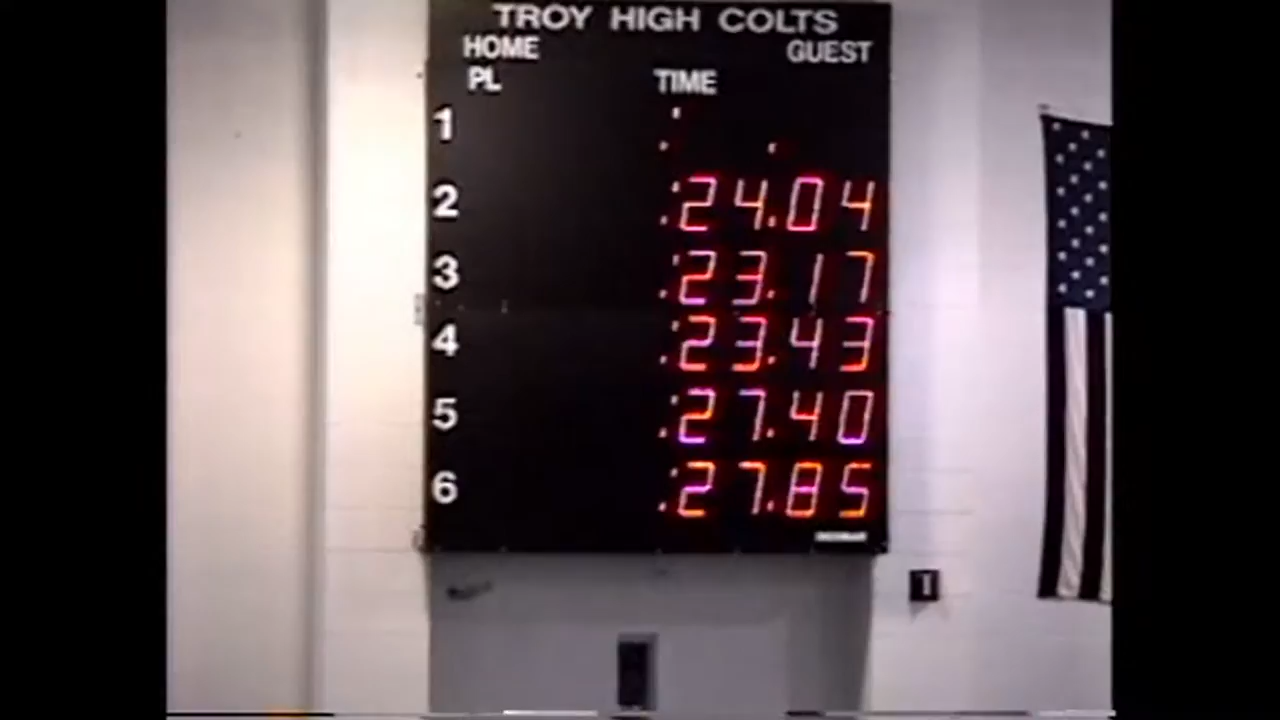 TROY HIGH COLTS
HOME GUEST
PL TIME
1 : .
2 :24.04
3 :23.17
4 :23.43
5 :27.40
6 :27.85